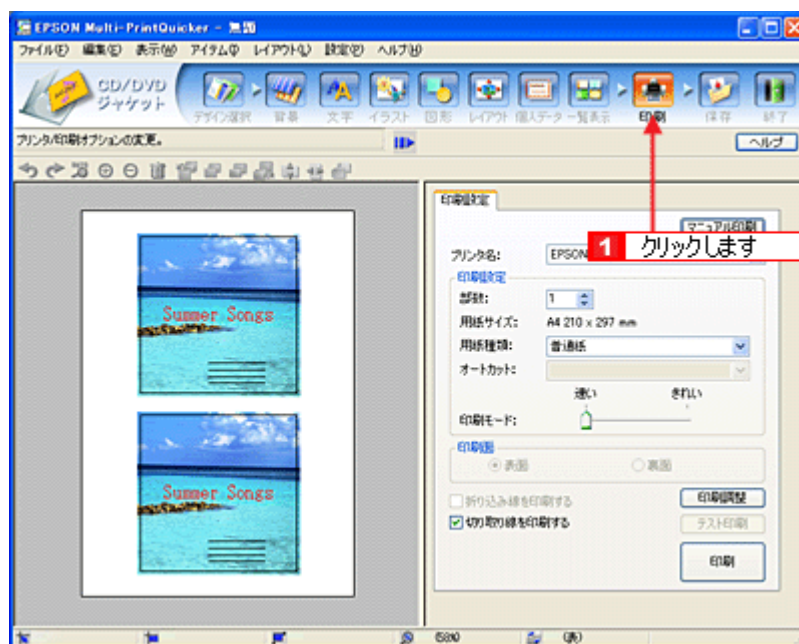 EPSON Multi-PrintQuicker - 無題
ファイル(F) 編集(E) 表示(W) アイテム(I) レイアウト(L) 設定(P) ヘルプ(H)
CD/DVD
ジャケット
デザイン選択 背景 文字 イラスト 図形 レイアウト 個人データ 一覧表示 印刷 保存 終了
プリンタ/印刷オプションの変更。
ヘルプ
印刷設定
マニュアル印刷
1 クリックします
プリンタ名: EPSON
印刷設定
部数: 1
用紙サイズ: A4 210 x 297 mm
用紙種類: 普通紙
オートカット:
速い きれい
印刷モード:
印刷面
表面 裏面
折り込み線を印刷する
印刷調整
切り取り線を印刷する
テスト印刷
印刷
Summer Songs
Summer Songs
(表)